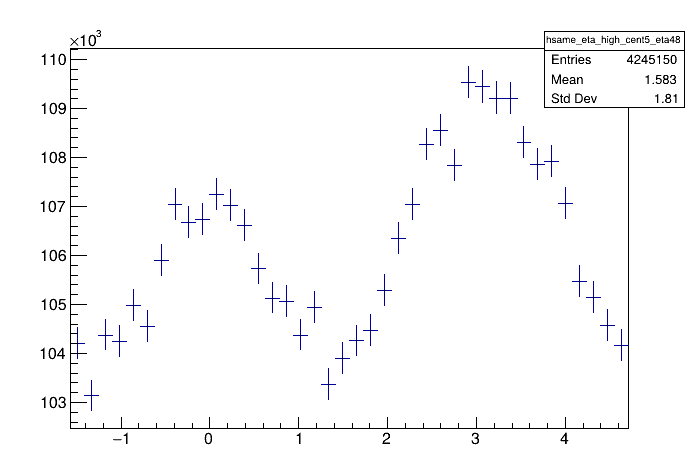 ×10³
hsame_eta_high_cent5_eta48
Entries 4245150
Mean 1.583
Std Dev 1.81
110
109
108
107
106
105
104
103
−1 0 1 2 3 4